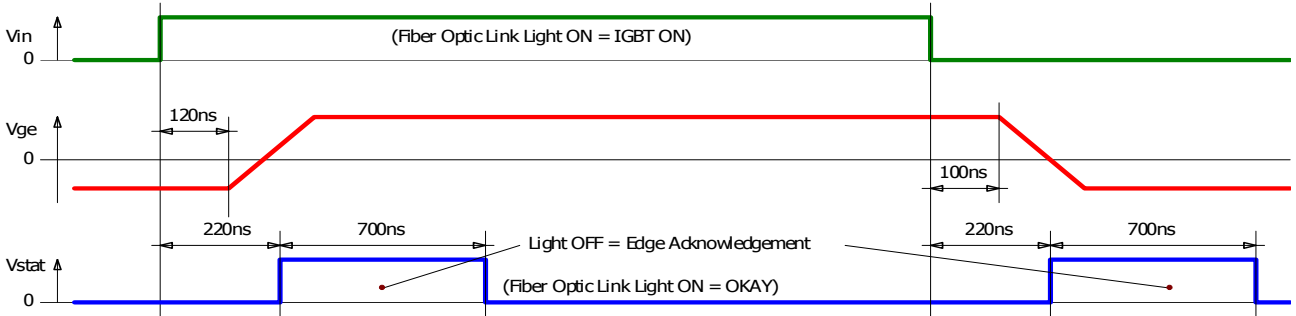 Vin
(Fiber Optic Link Light ON = IGBT ON)
0
120ns
Vge
0
100ns
220ns
700ns
Light OFF = Edge Acknowledgement
220ns
700ns
Vstat
(Fiber Optic Link Light ON = OKAY)
0